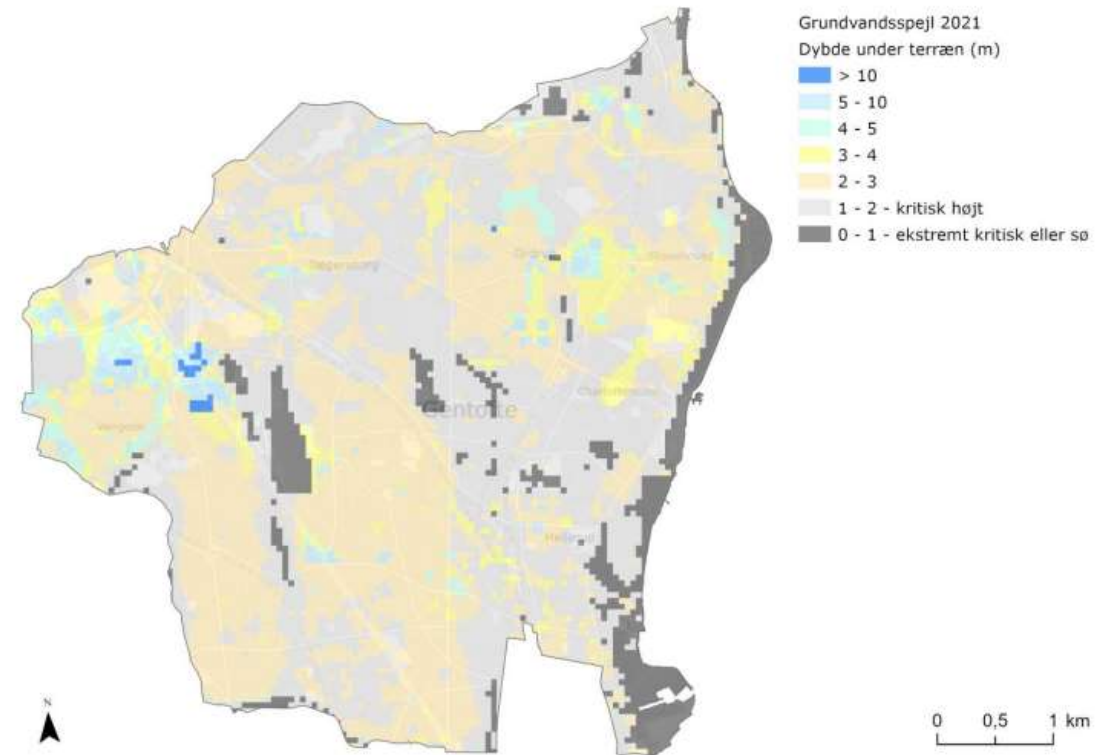 Grundvandsspejl 2021
Dybde under terræn (m)
> 10
5 - 10
4 - 5
3 - 4
2 - 3
1 - 2 - kritisk højt
0 - 1 - ekstremt kritisk eller sø
Gentofte
Hellerup
N
0 0,5 1 km